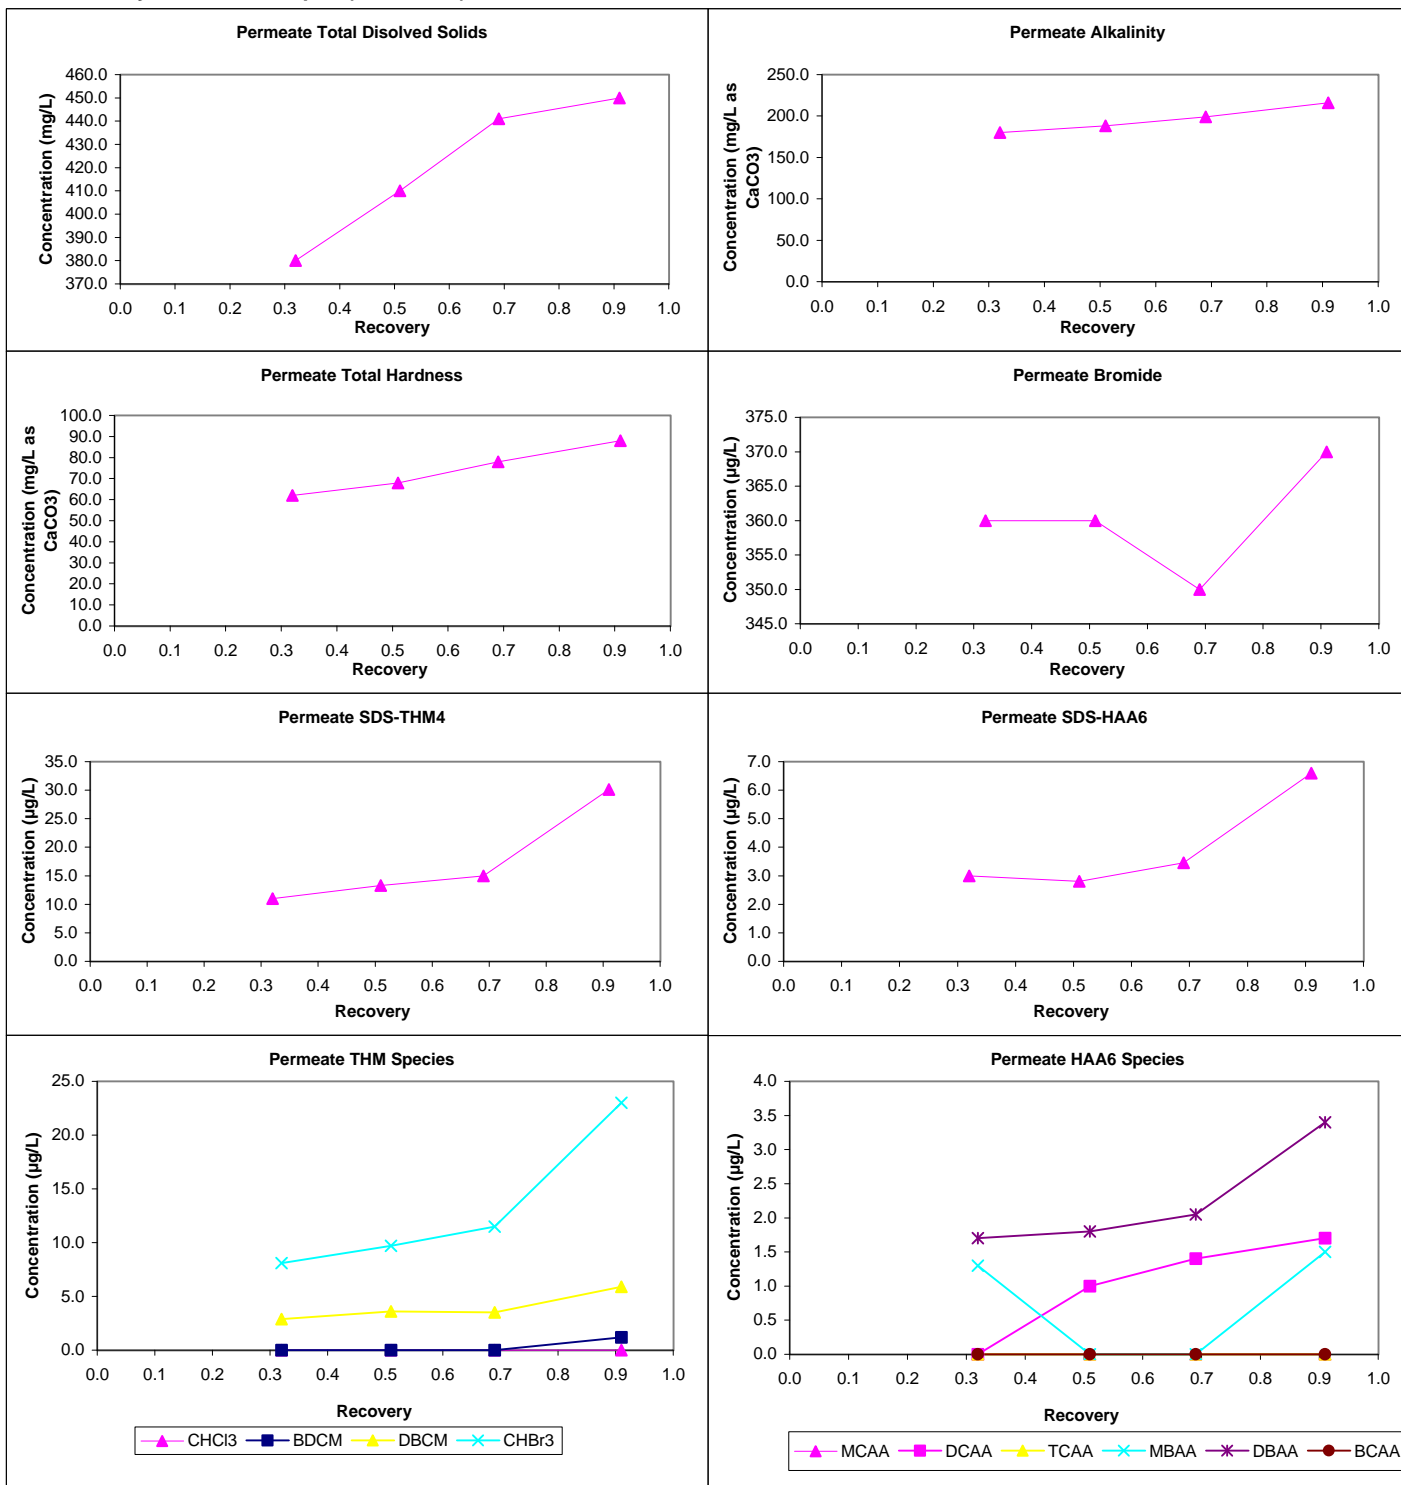 Permeate Total Disolved Solids
Concentration (mg/L)
460.0
450.0
440.0
430.0
420.0
410.0
400.0
390.0
380.0
370.0
0.0 0.1 0.2 0.3 0.4 0.5 0.6 0.7 0.8 0.9 1.0
Recovery
Permeate Alkalinity
Concentration (mg/L as
CaCO3)
250.0
200.0
150.0
100.0
50.0
0.0
0.0 0.1 0.2 0.3 0.4 0.5 0.6 0.7 0.8 0.9 1.0
Recovery
Permeate Total Hardness
Concentration (mg/L as
CaCO3)
100.0
90.0
80.0
70.0
60.0
50.0
40.0
30.0
20.0
10.0
0.0
0.0 0.1 0.2 0.3 0.4 0.5 0.6 0.7 0.8 0.9 1.0
Recovery
Permeate Bromide
Concentration (µg/L)
375.0
370.0
365.0
360.0
355.0
350.0
345.0
0.0 0.1 0.2 0.3 0.4 0.5 0.6 0.7 0.8 0.9 1.0
Recovery
Permeate SDS-THM4
Concentration (µg/L)
35.0
30.0
25.0
20.0
15.0
10.0
5.0
0.0
0.0 0.1 0.2 0.3 0.4 0.5 0.6 0.7 0.8 0.9 1.0
Recovery
Permeate SDS-HAA6
Concentration (µg/L)
7.0
6.0
5.0
4.0
3.0
2.0
1.0
0.0
0.0 0.1 0.2 0.3 0.4 0.5 0.6 0.7 0.8 0.9 1.0
Recovery
Permeate THM Species
Concentration (µg/L)
25.0
20.0
15.0
10.0
5.0
0.0
0.0 0.1 0.2 0.3 0.4 0.5 0.6 0.7 0.8 0.9 1.0
Recovery
CHCl3 BDCM DBCM CHBr3
Permeate HAA6 Species
Concentration (µg/L)
4.0
3.5
3.0
2.5
2.0
1.5
1.0
0.5
0.0
0.0 0.1 0.2 0.3 0.4 0.5 0.6 0.7 0.8 0.9 1.0
Recovery
MCAA DCAA TCAA MBAA DBAA BCAA